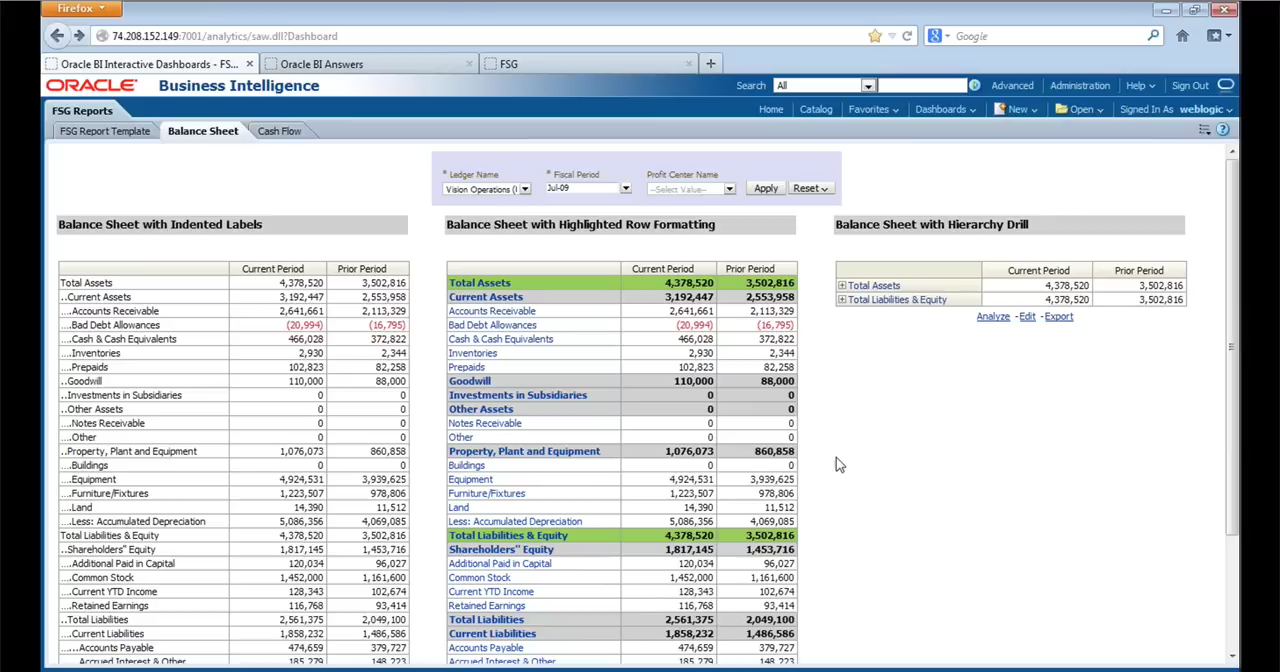 Firefox
74.208.152.149:7001/analytics/saw.dll?Dashboard
Google
Oracle BI Interactive Dashboards - FS... × Oracle BI Answers × FSG × +
ORACLE Business Intelligence
Search All Advanced Administration Help Sign Out
FSG Reports Home Catalog Favorites Dashboards New Open Signed In As weblogic
FSG Report Template Balance Sheet Cash Flow
* Ledger Name * Fiscal Period Profit Center Name
Vision Operations ( Jul-09 --Select Value-- Apply Reset
Balance Sheet with Indented Labels
Current Period Prior Period
Total Assets 4,378,520 3,502,816
..Current Assets 3,192,447 2,553,958
....Accounts Receivable 2,641,661 2,113,329
....Bad Debt Allowances (20,994) (16,795)
....Cash & Cash Equivalents 466,028 372,822
....Inventories 2,930 2,344
....Prepaids 102,823 82,258
..Goodwill 110,000 88,000
..Investments in Subsidiaries 0 0
..Other Assets 0 0
....Notes Receivable 0 0
....Other 0 0
..Property, Plant and Equipment 1,076,073 860,858
....Buildings 0 0
....Equipment 4,924,531 3,939,625
....Furniture/Fixtures 1,223,507 978,806
....Land 14,390 11,512
....Less: Accumulated Depreciation 5,086,356 4,069,085
Total Liabilities & Equity 4,378,520 3,502,816
..Shareholders'' Equity 1,817,145 1,453,716
....Additional Paid in Capital 120,034 96,027
....Common Stock 1,452,000 1,161,600
....Current YTD Income 128,343 102,674
....Retained Earnings 116,768 93,414
..Total Liabilities 2,561,375 2,049,100
....Current Liabilities 1,858,232 1,486,586
......Accounts Payable 474,659 379,727
......Accrued Interest & Other 185,279 148,223
Balance Sheet with Highlighted Row Formatting
Current Period Prior Period
Total Assets 4,378,520 3,502,816
Current Assets 3,192,447 2,553,958
Accounts Receivable 2,641,661 2,113,329
Bad Debt Allowances (20,994) (16,795)
Cash & Cash Equivalents 466,028 372,822
Inventories 2,930 2,344
Prepaids 102,823 82,258
Goodwill 110,000 88,000
Investments in Subsidiaries 0 0
Other Assets 0 0
Notes Receivable 0 0
Other 0 0
Property, Plant and Equipment 1,076,073 860,858
Buildings 0 0
Equipment 4,924,531 3,939,625
Furniture/Fixtures 1,223,507 978,806
Land 14,390 11,512
Less: Accumulated Depreciation 5,086,356 4,069,085
Total Liabilities & Equity 4,378,520 3,502,816
Shareholders'' Equity 1,817,145 1,453,716
Additional Paid in Capital 120,034 96,027
Common Stock 1,452,000 1,161,600
Current YTD Income 128,343 102,674
Retained Earnings 116,768 93,414
Total Liabilities 2,561,375 2,049,100
Current Liabilities 1,858,232 1,486,586
Accounts Payable 474,659 379,727
Accrued Interest & Other 185,279 148,223
Balance Sheet with Hierarchy Drill
Current Period Prior Period
Total Assets 4,378,520 3,502,816
Total Liabilities & Equity 4,378,520 3,502,816
Analyze - Edit - Export